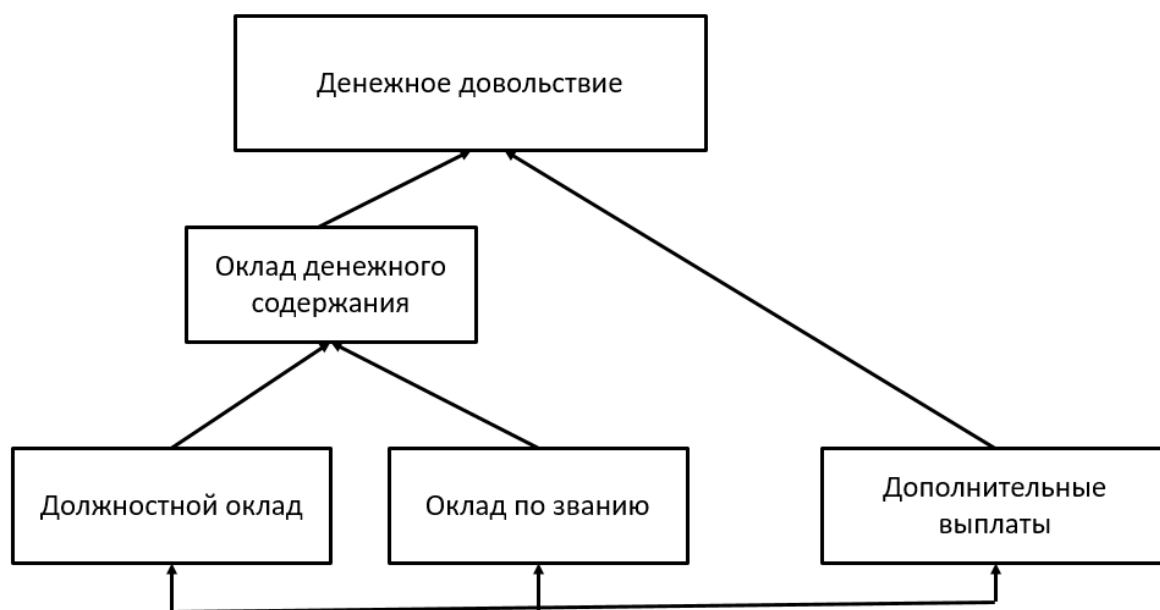 Денежное довольствие
Оклад денежного
содержания
Должностной оклад
Оклад по званию
Дополнительные
выплаты